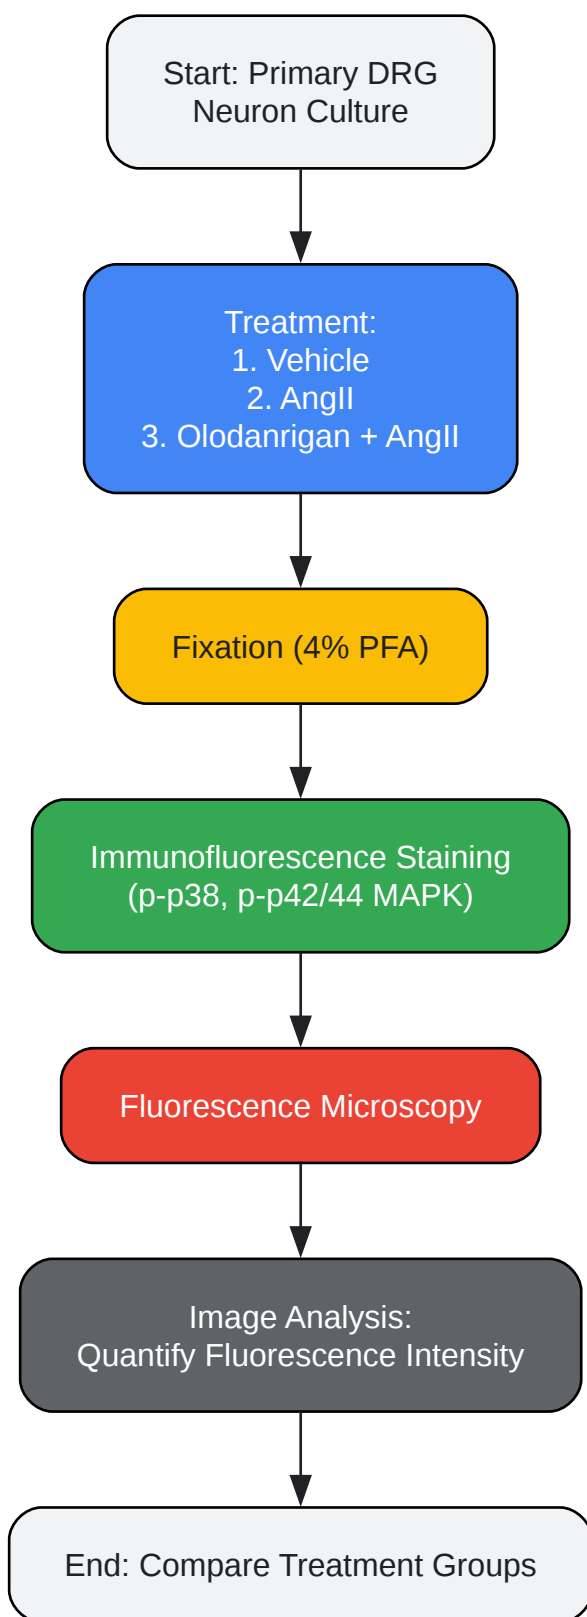 Start: Primary DRG
Neuron Culture
Treatment:
1. Vehicle
2. AngII
3. Olodanrigan + AngII
Fixation (4% PFA)
Immunofluorescence Staining
(p-p38, p-p42/44 MAPK)
Fluorescence Microscopy
Image Analysis:
Quantify Fluorescence Intensity
End: Compare Treatment Groups